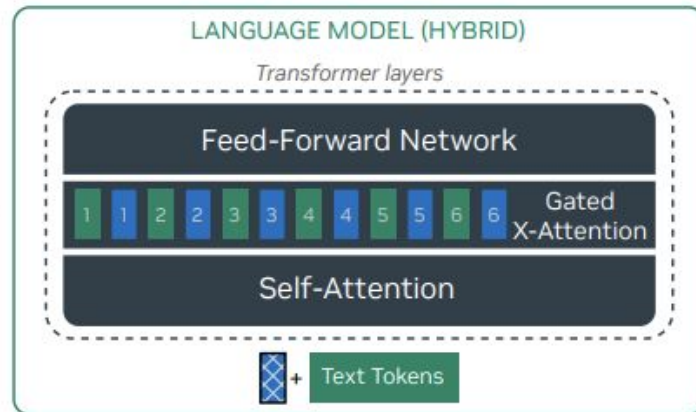 LANGUAGE MODEL (HYBRID)
Transformer layers
Feed-Forward Network
1 1 2 2 3 3 4 4 5 5 6 6 Gated
X-Attention
Self-Attention
+ Text Tokens